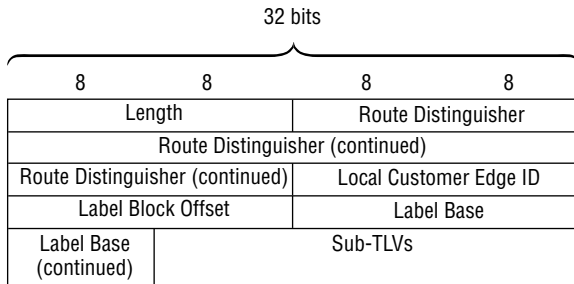 32 bits
8 8 8 8
Length Route Distinguisher
Route Distinguisher (continued)
Route Distinguisher (continued) Local Customer Edge ID
Label Block Offset Label Base
Label Base Sub-TLVs
(continued)